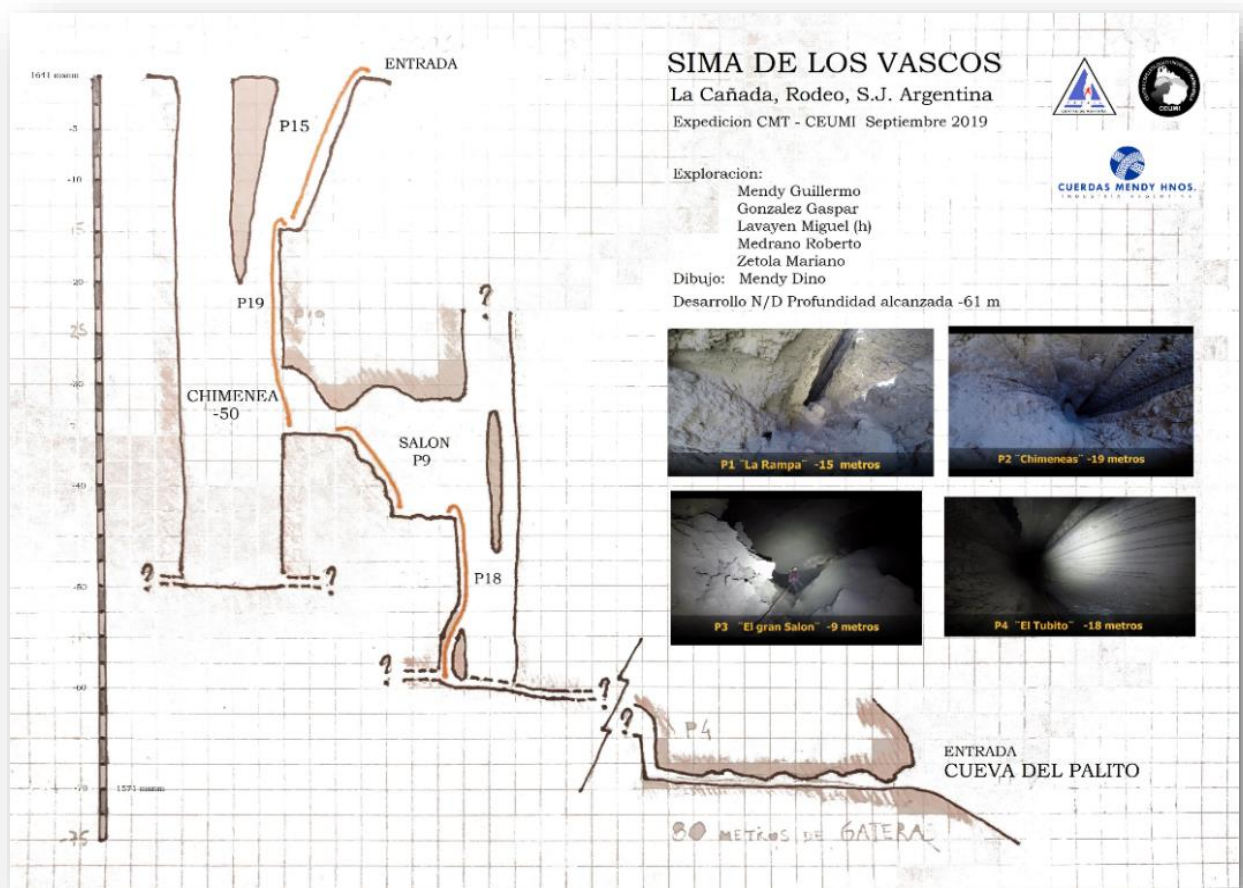 SIMA DE LOS VASCOS
La Cañada, Rodeo, S.J. Argentina
Expedicion CMT - CEUMI Septiembre 2019
Exploracion:
Mendy Guillermo
Gonzalez Gaspar
Lavayen Miguel (h)
Medrano Roberto
Zetola Mariano
Dibujo: Mendy Dino
Desarrollo N/D Profundidad alcanzada -61 m
CEUMI
CUERDAS MENDY HNOS.
INDUSTRIA ARGENTINA
P1 ¨La Rampa¨ -15 metros
P2 ¨Chimeneas¨ -19 metros
P3 ¨El gran Salon¨ -9 metros
P4 ¨El Tubito¨ -18 metros
1641 msnm
-5
-10
-20
25
-30
-40
-60
-70
1571 msnm
-75
ENTRADA
P15
P19
CHIMENEA
-50
?
SALON
P9
?
?
P18
?
?
?
P4
ENTRADA
CUEVA DEL PALITO
80 METROS DE GATERA